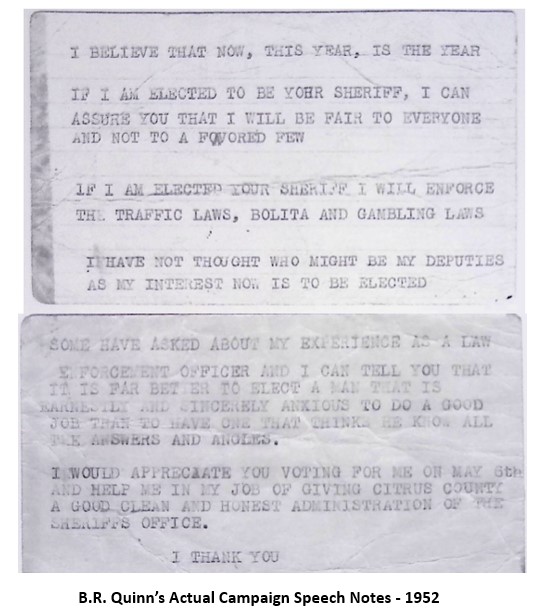 I BELIEVE THAT NOW, THIS YEAR, IS THE YEAR
IF I AM ELECTED TO BE YOHR SHERIFF, I CAN
ASSURE YOU THAT I WILL BE FAIR TO EVERYONE
AND NOT TO A FOVORED FEW
IF I AM ELECTED YOUR SHERIFF I WILL ENFORCE
THE TRAFFIC LAWS, BOLITA AND GAMBLING LAWS
I HAVE NOT THOUGHT WHO MIGHT BE MY DEPUTIES
AS MY INTEREST NOW IS TO BE ELECTED
SOME HAVE ASKED ABOUT MY EXPERIENCE AS A LAW
ENFORCEMENT OFFICER AND I CAN TELL YOU THAT
IT IS FAR BETTER TO ELECT A MAN THAT IS
EARNESTLY AND SINCERELY ANXIOUS TO DO A GOOD
JOB THAN TO HAVE ONE THAT THINKS HE KNOW ALL
THE ANSWERS AND ANGLES.
I WOULD APPRECAATE YOU VOTING FOR ME ON MAY 6th
AND HELP ME IN MY JOB OF GIVING CITRUS COUNTY
A GOOD CLEAN AND HONEST ADMINISTRATION OF THE
SHERIFFS OFFICE.
I THANK YOU
B.R. Quinn's Actual Campaign Speech Notes - 1952